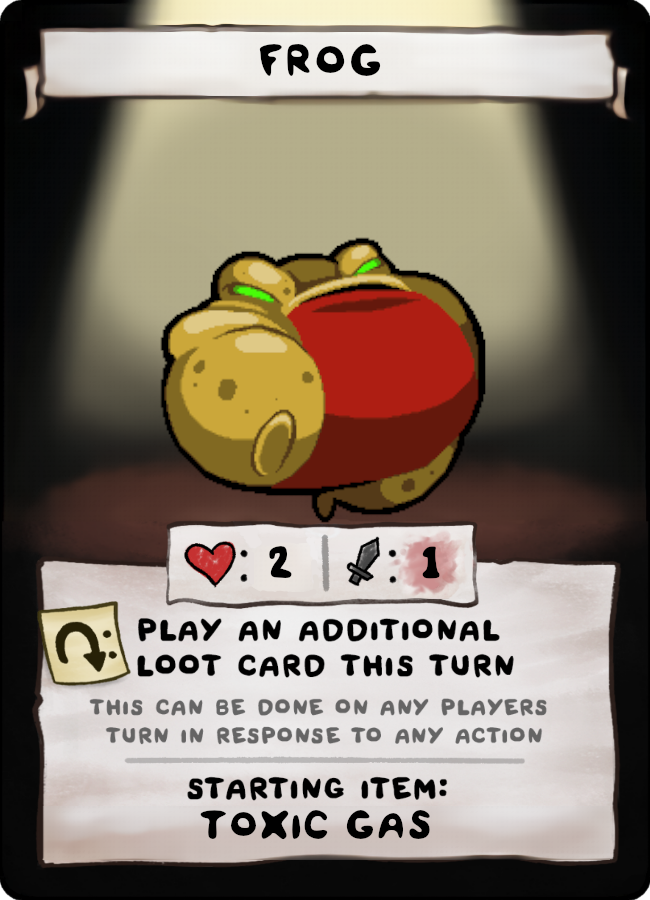 FROG
: 2 : 1
: PLAY AN ADDITIONAL
LOOT CARD THIS TURN
THIS CAN BE DONE ON ANY PLAYERS
TURN IN RESPONSE TO ANY ACTION
STARTING ITEM:
TOXIC GAS